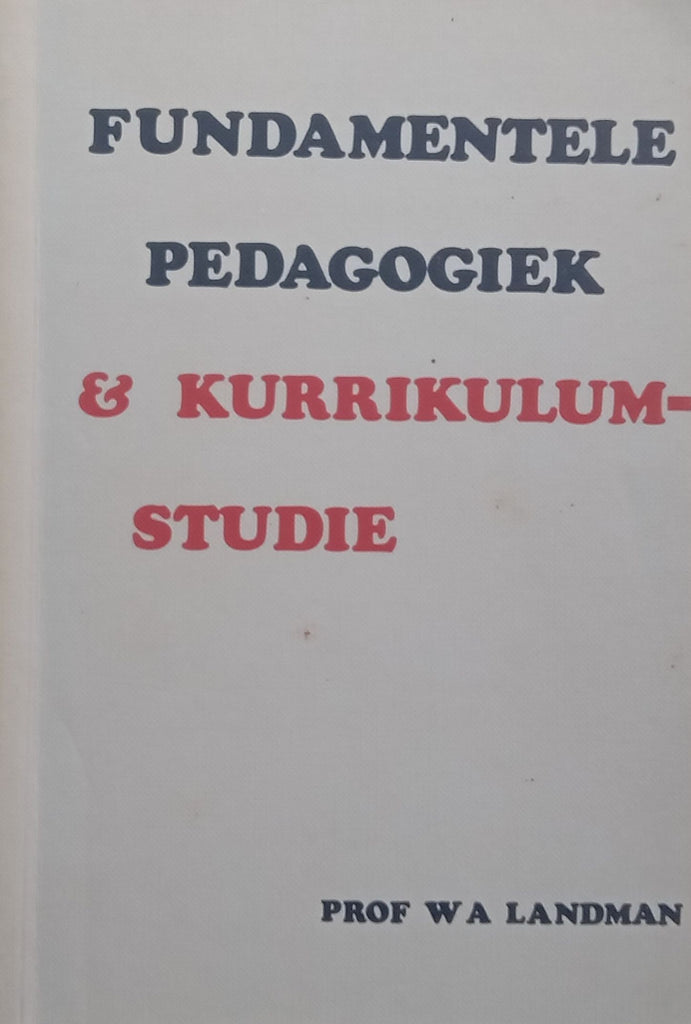 FUNDAMENTELE
PEDAGOGIEK
& KURRIKULUM-
STUDIE
PROF W A LANDMAN